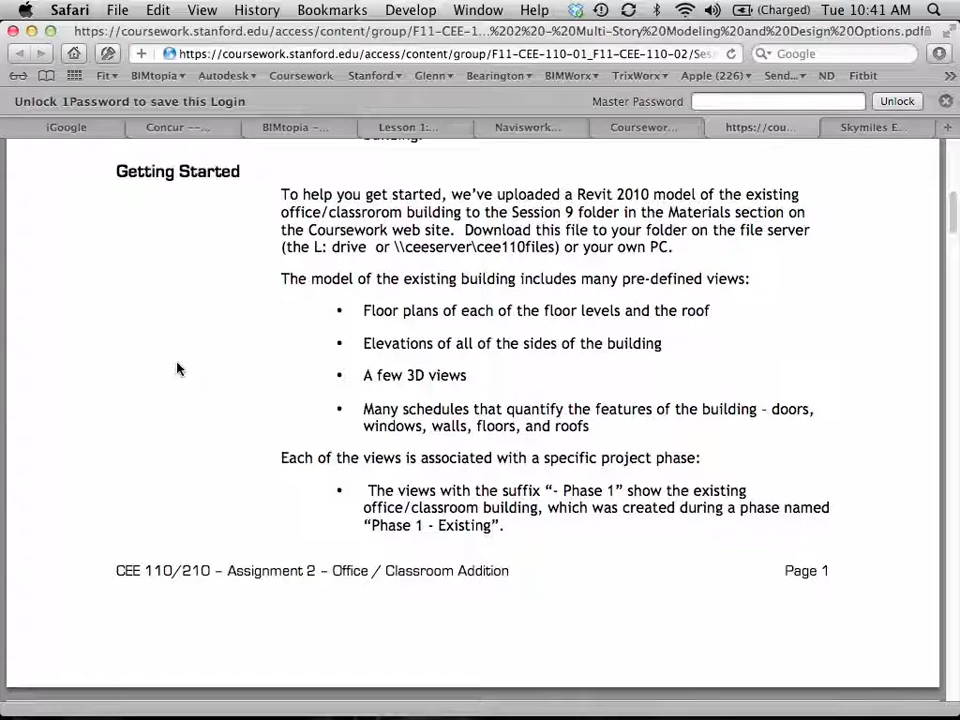 Safari File Edit View History Bookmarks Develop Window Help (Charged) Tue 10:41 AM
https://coursework.stanford.edu/access/content/group/F11-CEE-1...%202%20-%20Multi-Story%20Modeling%20and%20Design%20Options.pdf
https://coursework.stanford.edu/access/content/group/F11-CEE-110-01_F11-CEE-110-02/Ses Google
Fit BIMtopia Autodesk Coursework Stanford Glenn Bearington BIMWorx TrixWorx Apple (226) Send... ND Fitbit
Unlock 1Password to save this Login Master Password Unlock
iGoogle Concur –-... BIMtopia –... Lesson 1:... Naviswork... Coursewor... https://cou... Skymiles E...
building.
Getting Started
To help you get started, we’ve uploaded a Revit 2010 model of the existing
office/classrorom building to the Session 9 folder in the Materials section on
the Coursework web site. Download this file to your folder on the file server
(the L: drive or \\ceeserver\cee110files) or your own PC.
The model of the existing building includes many pre-defined views:
• Floor plans of each of the floor levels and the roof
• Elevations of all of the sides of the building
• A few 3D views
• Many schedules that quantify the features of the building – doors,
windows, walls, floors, and roofs
Each of the views is associated with a specific project phase:
• The views with the suffix “- Phase 1” show the existing
office/classroom building, which was created during a phase named
“Phase 1 - Existing”.
CEE 110/210 – Assignment 2 – Office / Classroom Addition Page 1